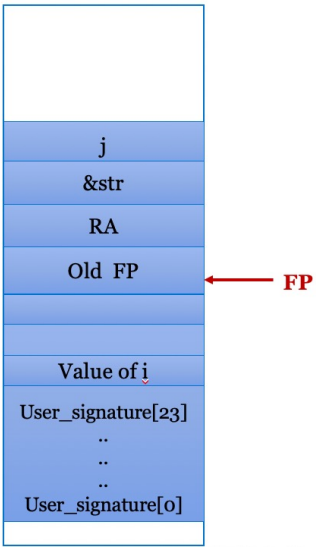 j
&str
RA
Old FP
FP
Value of i
User_signature[23]
..
..
..
User_signature[0]